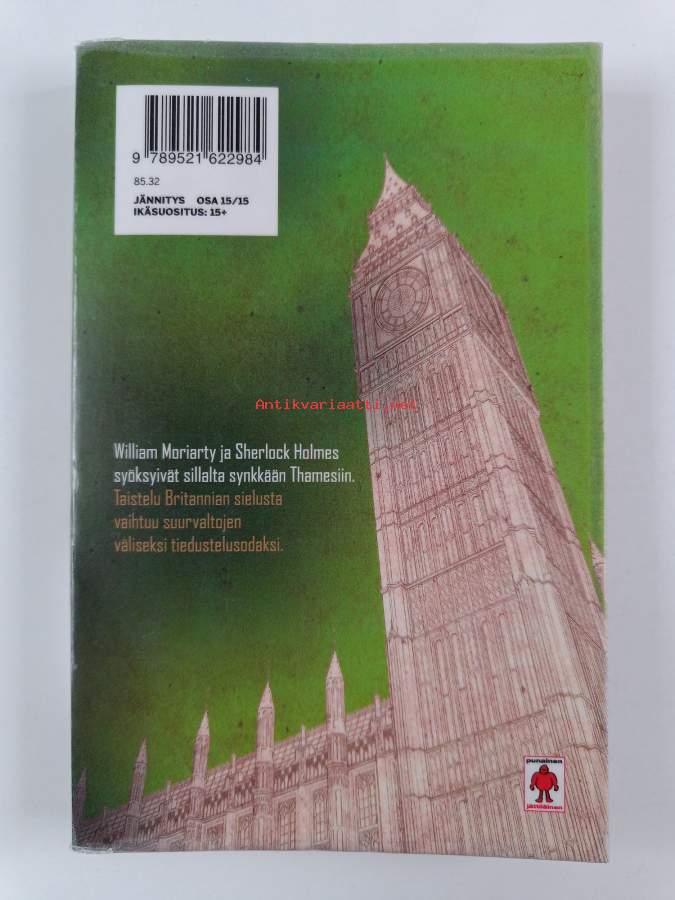 9 789521 622984
85.32
JÄNNITYS OSA 15/15
IKÄSUOSITUS: 15+
Antikvariaatti.net
William Moriarty ja Sherlock Holmes
syöksyivät sillalta synkkään Thamesiin.
Taistelu Britannian sielusta
vaihtuu suurvaltojen
väliseksi tiedustelusodaksi.
punainen
jättiläinen